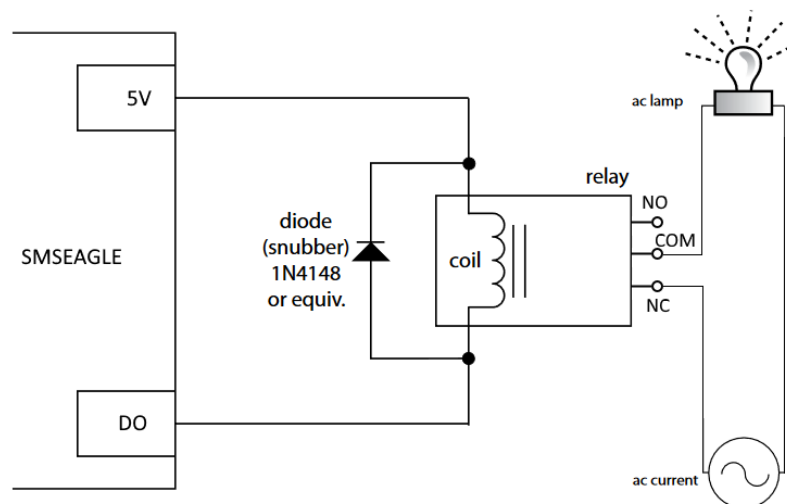 5V
ac lamp
relay
NO
diode
(snubber)
1N4148
or equiv.
COM
SMSEAGLE
coil
NC
DO
ac current